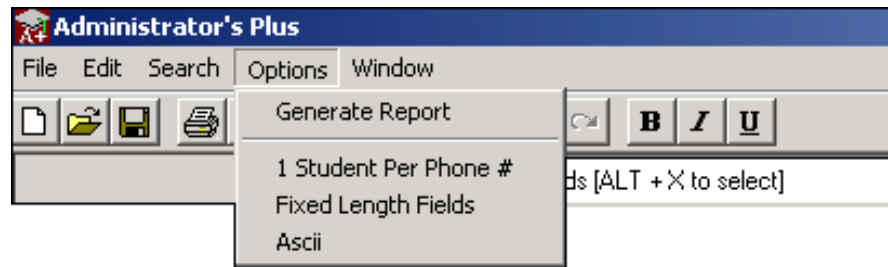 Administrator's Plus
File Edit Search Options Window
Generate Report
B I U
1 Student Per Phone #
ds [ALT + X to select]
Fixed Length Fields
Ascii